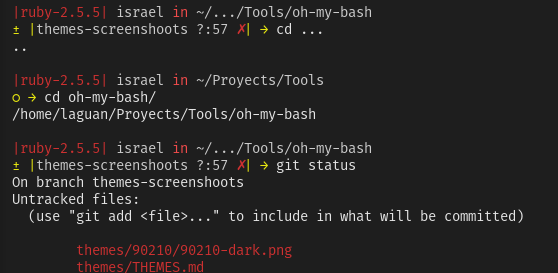 |ruby-2.5.5| israel in ~/.../Tools/oh-my-bash
± |themes-screenshoots ?:57 ✗| → cd ...
..
|ruby-2.5.5| israel in ~/Proyects/Tools
○ → cd oh-my-bash/
/home/laguan/Proyects/Tools/oh-my-bash
|ruby-2.5.5| israel in ~/.../Tools/oh-my-bash
± |themes-screenshoots ?:57 ✗| → git status
On branch themes-screenshoots
Untracked files:
(use "git add <file>..." to include in what will be committed)
themes/90210/90210-dark.png
themes/THEMES.md